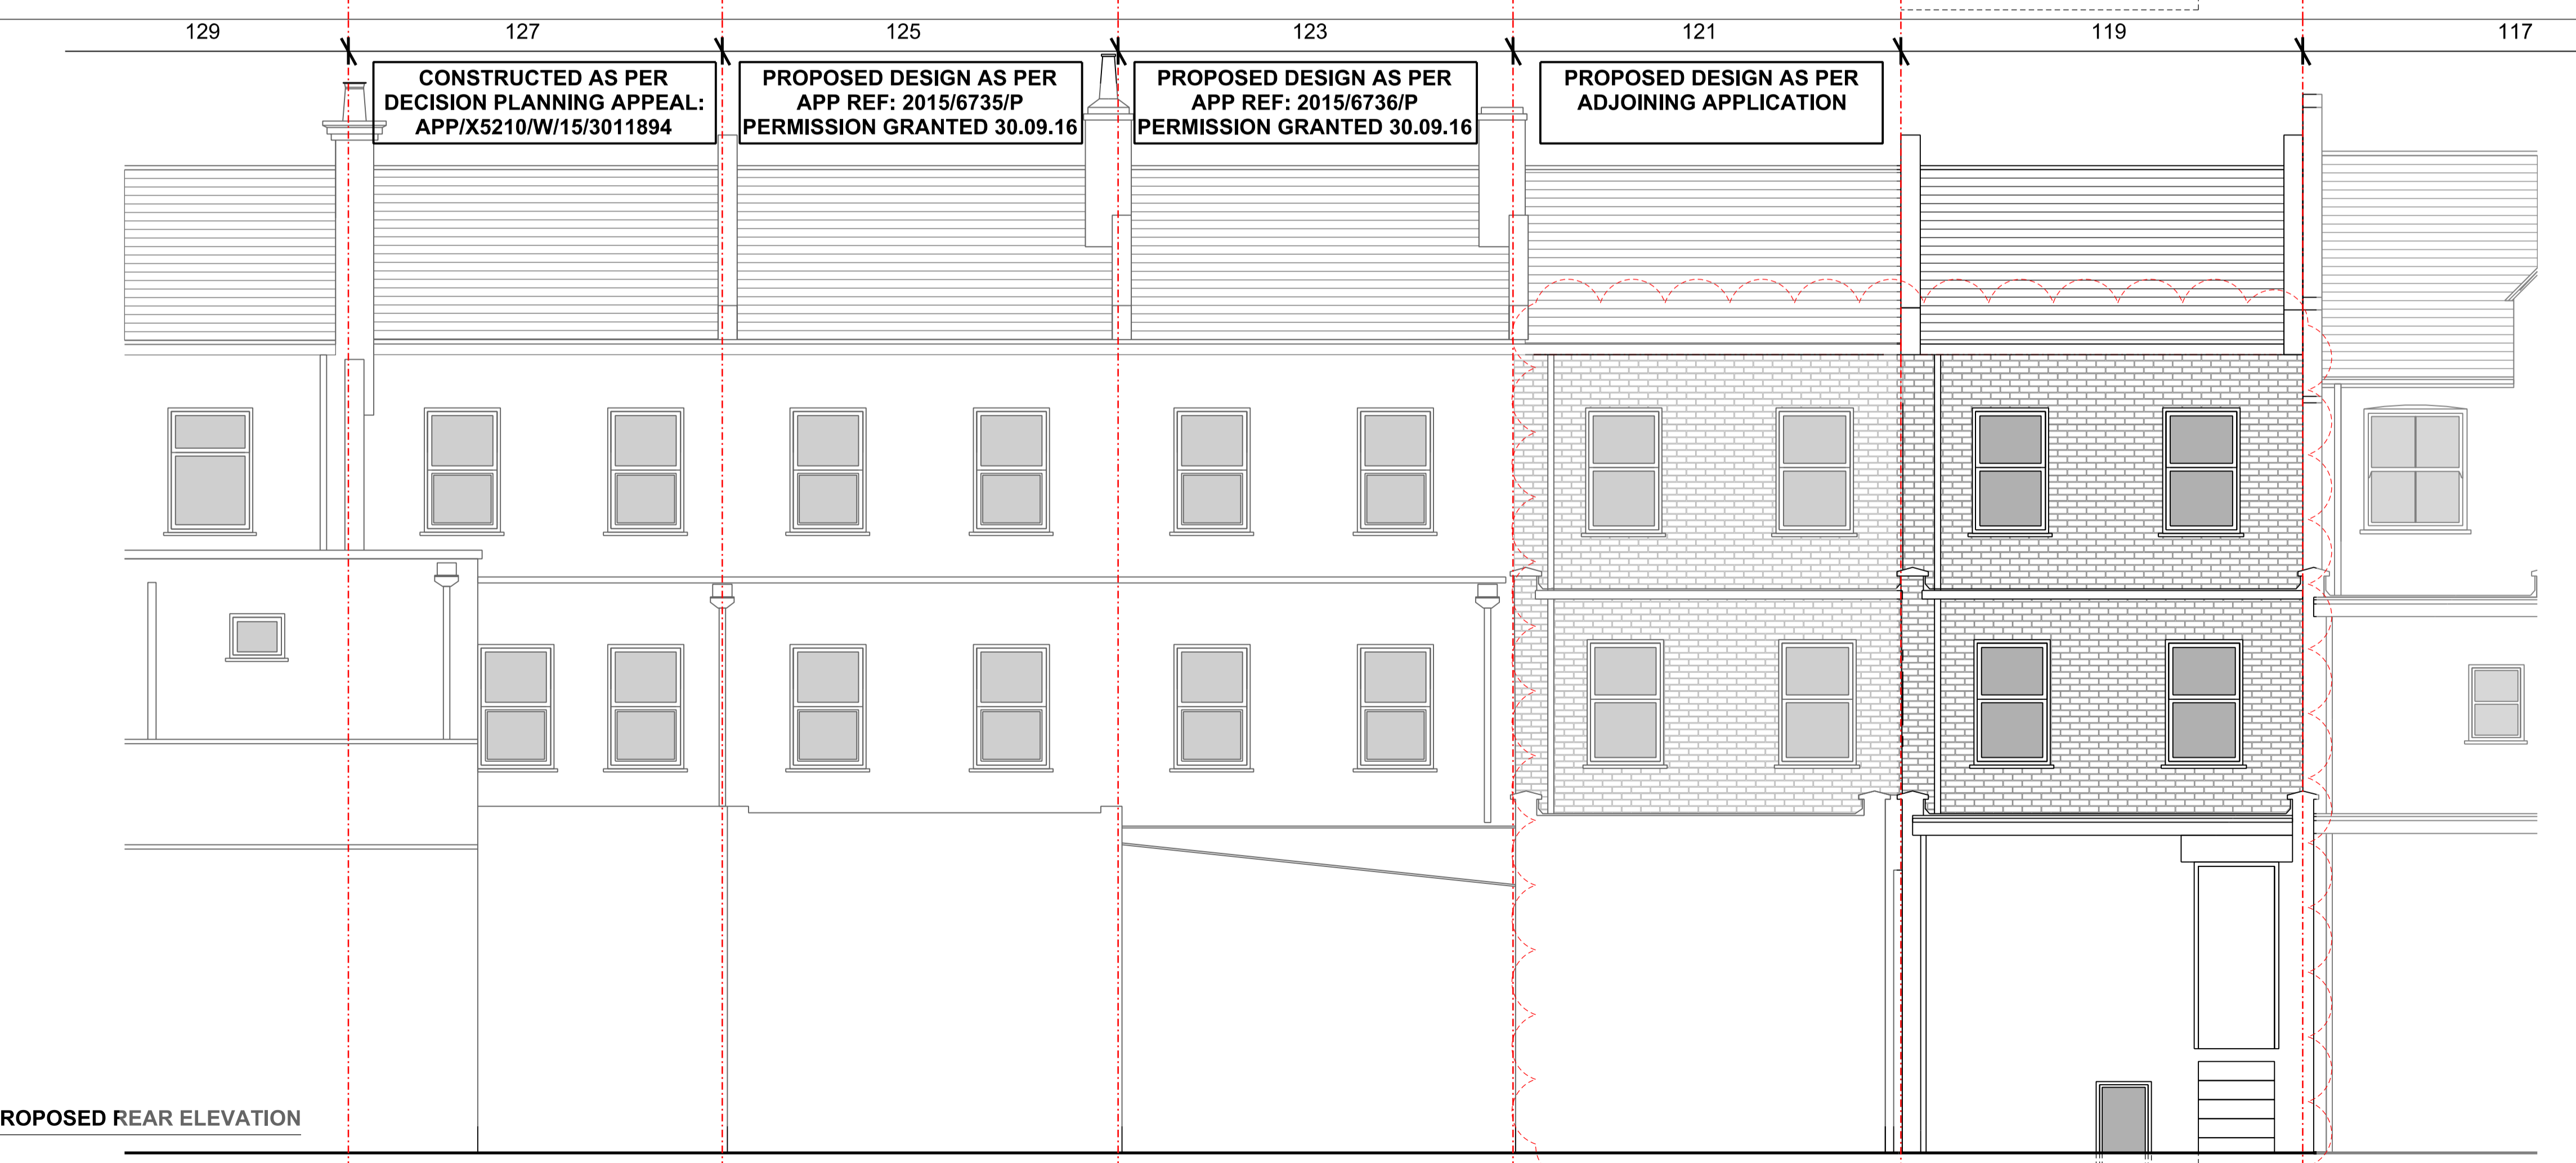 129 127 125 123 121 119 117
CONSTRUCTED AS PER
DECISION PLANNING APPEAL:
APP/X5210/W/15/3011894
PROPOSED DESIGN AS PER
APP REF: 2015/6735/P
PERMISSION GRANTED 30.09.16
PROPOSED DESIGN AS PER
APP REF: 2015/6736/P
PERMISSION GRANTED 30.09.16
PROPOSED DESIGN AS PER
ADJOINING APPLICATION
ROPOSED REAR ELEVATION